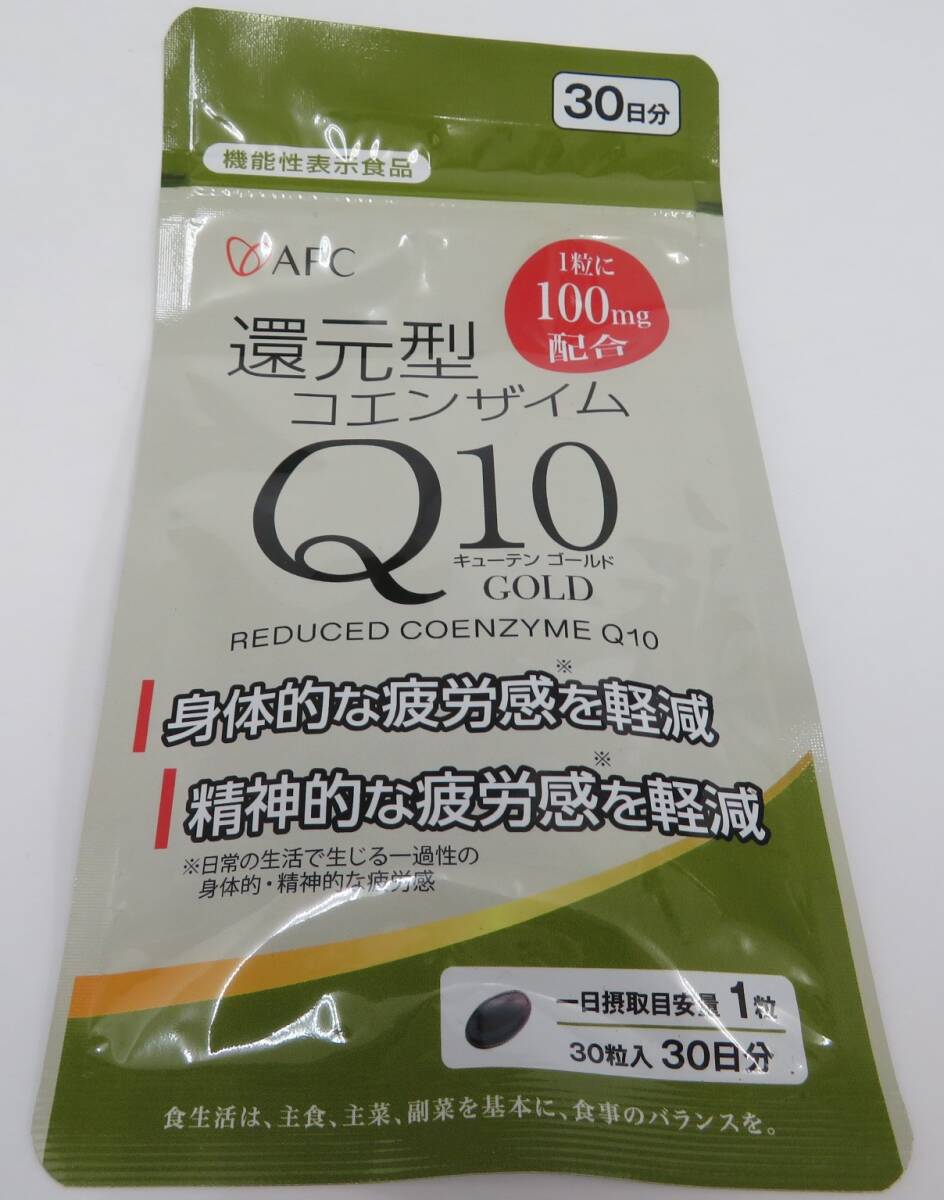 30日分
機能性表示食品
AFC
1粒に
100mg
配合
還元型
コエンザイム
Q10
キューテン ゴールド
GOLD
REDUCED COENZYME Q10
身体的な疲労感※を軽減
精神的な疲労感※を軽減
※日常の生活で生じる一過性の
身体的・精神的な疲労感
一日摂取目安量 1粒
30粒入 30日分
食生活は、主食、主菜、副菜を基本に、食事のバランスを。